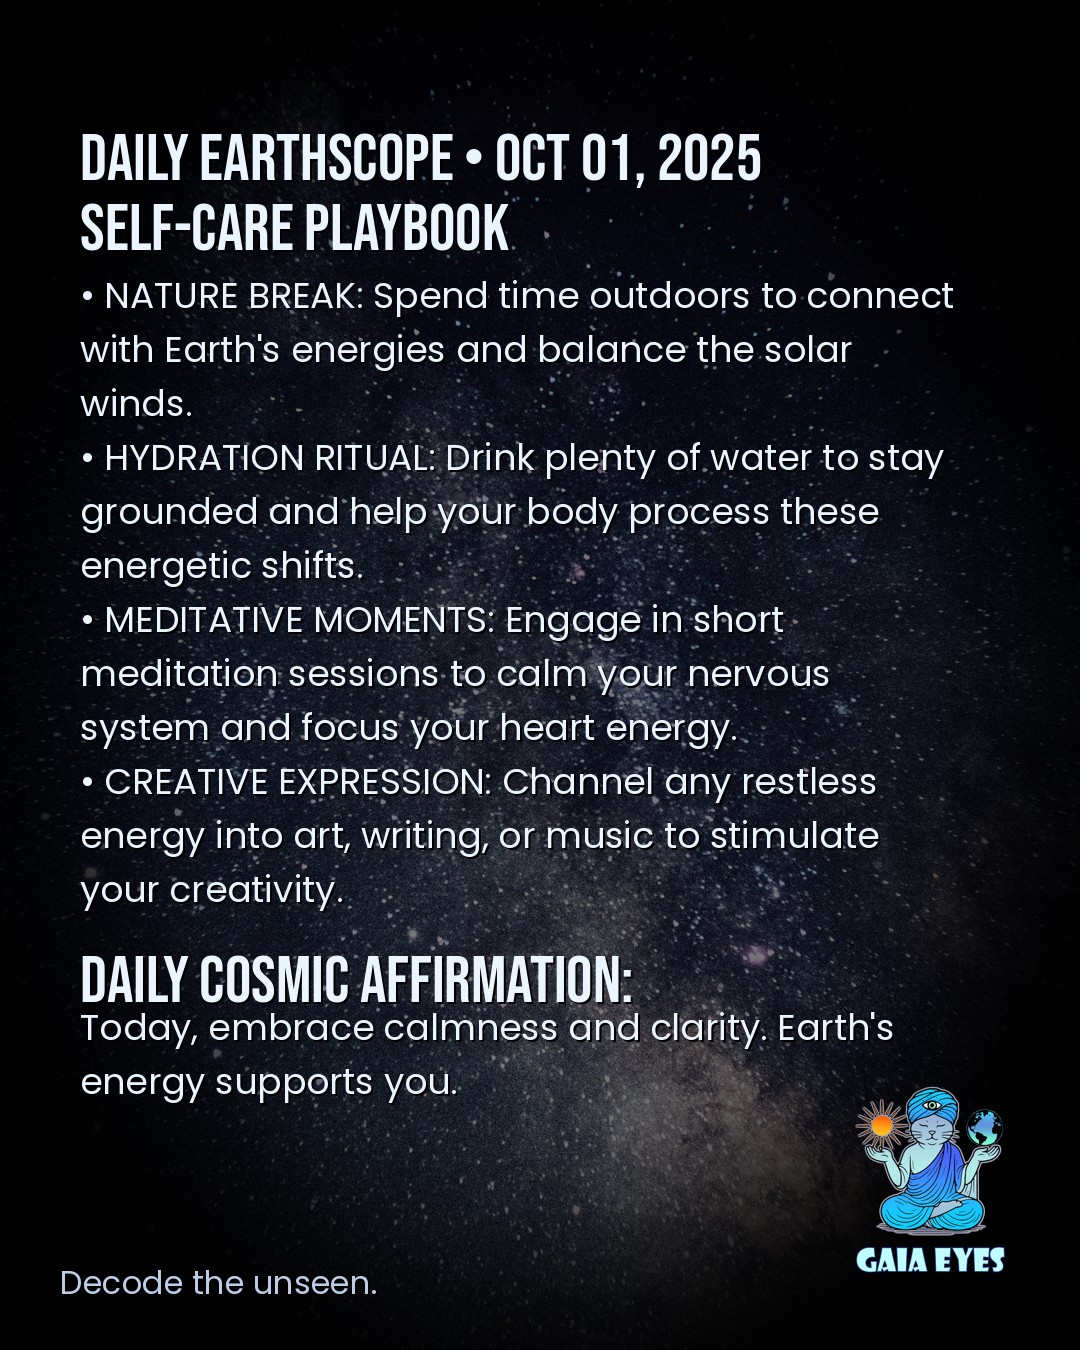 DAILY EARTHSCOPE • OCT 01, 2025
SELF-CARE PLAYBOOK
• NATURE BREAK: Spend time outdoors to connect
with Earth's energies and balance the solar
winds.
• HYDRATION RITUAL: Drink plenty of water to stay
grounded and help your body process these
energetic shifts.
• MEDITATIVE MOMENTS: Engage in short
meditation sessions to calm your nervous
system and focus your heart energy.
• CREATIVE EXPRESSION: Channel any restless
energy into art, writing, or music to stimulate
your creativity.
DAILY COSMIC AFFIRMATION:
Today, embrace calmness and clarity. Earth's
energy supports you.
GAIA EYES
Decode the unseen.